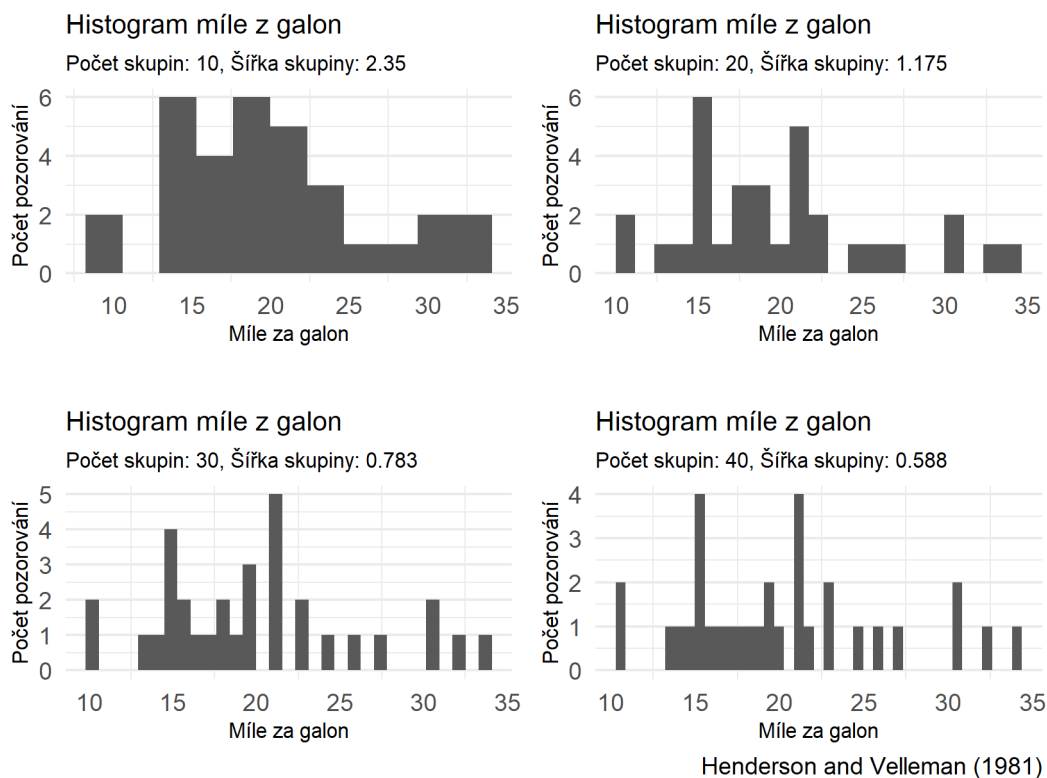 Histogram míle z galon
Počet skupin: 10, Šířka skupiny: 2.35
Počet pozorování
6
4
2
0
10 15 20 25 30 35
Míle za galon
Histogram míle z galon
Počet skupin: 20, Šířka skupiny: 1.175
Počet pozorování
6
4
2
0
10 15 20 25 30 35
Míle za galon
Histogram míle z galon
Počet skupin: 30, Šířka skupiny: 0.783
Počet pozorování
5
4
3
2
1
0
10 15 20 25 30 35
Míle za galon
Histogram míle z galon
Počet skupin: 40, Šířka skupiny: 0.588
Počet pozorování
4
3
2
1
0
10 15 20 25 30 35
Míle za galon
Henderson and Velleman (1981)